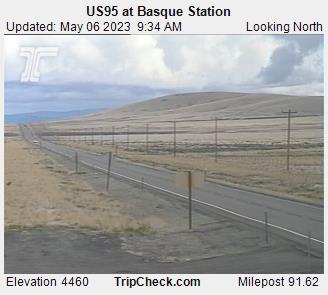 US95 at Basque Station
Updated: May 06 2023 9:34 AM Looking North
Elevation 4460 TripCheck.com Milepost 91.62